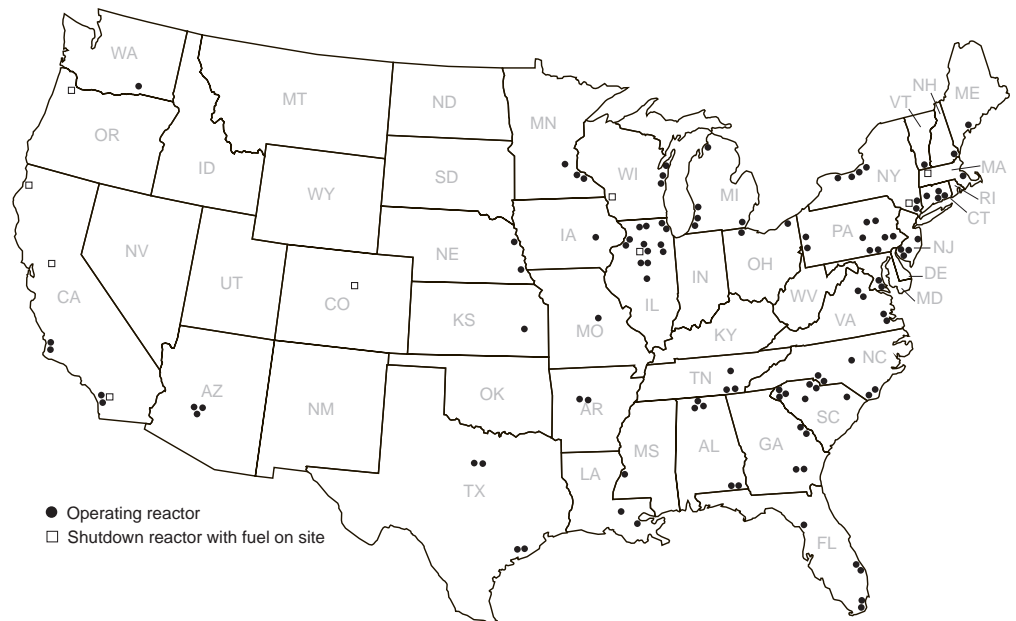 WA
MT
ND
MN
NH
ME
VT
OR
ID
SD
WI
MI
NY
MA
WY
RI
CT
IA
PA
NV
NE
NJ
UT
CO
IL
IN
OH
DE
CA
WV
MD
KS
MO
KY
VA
AZ
NM
OK
AR
TN
NC
SC
MS
AL
GA
LA
TX
FL
Operating reactor
Shutdown reactor with fuel on site